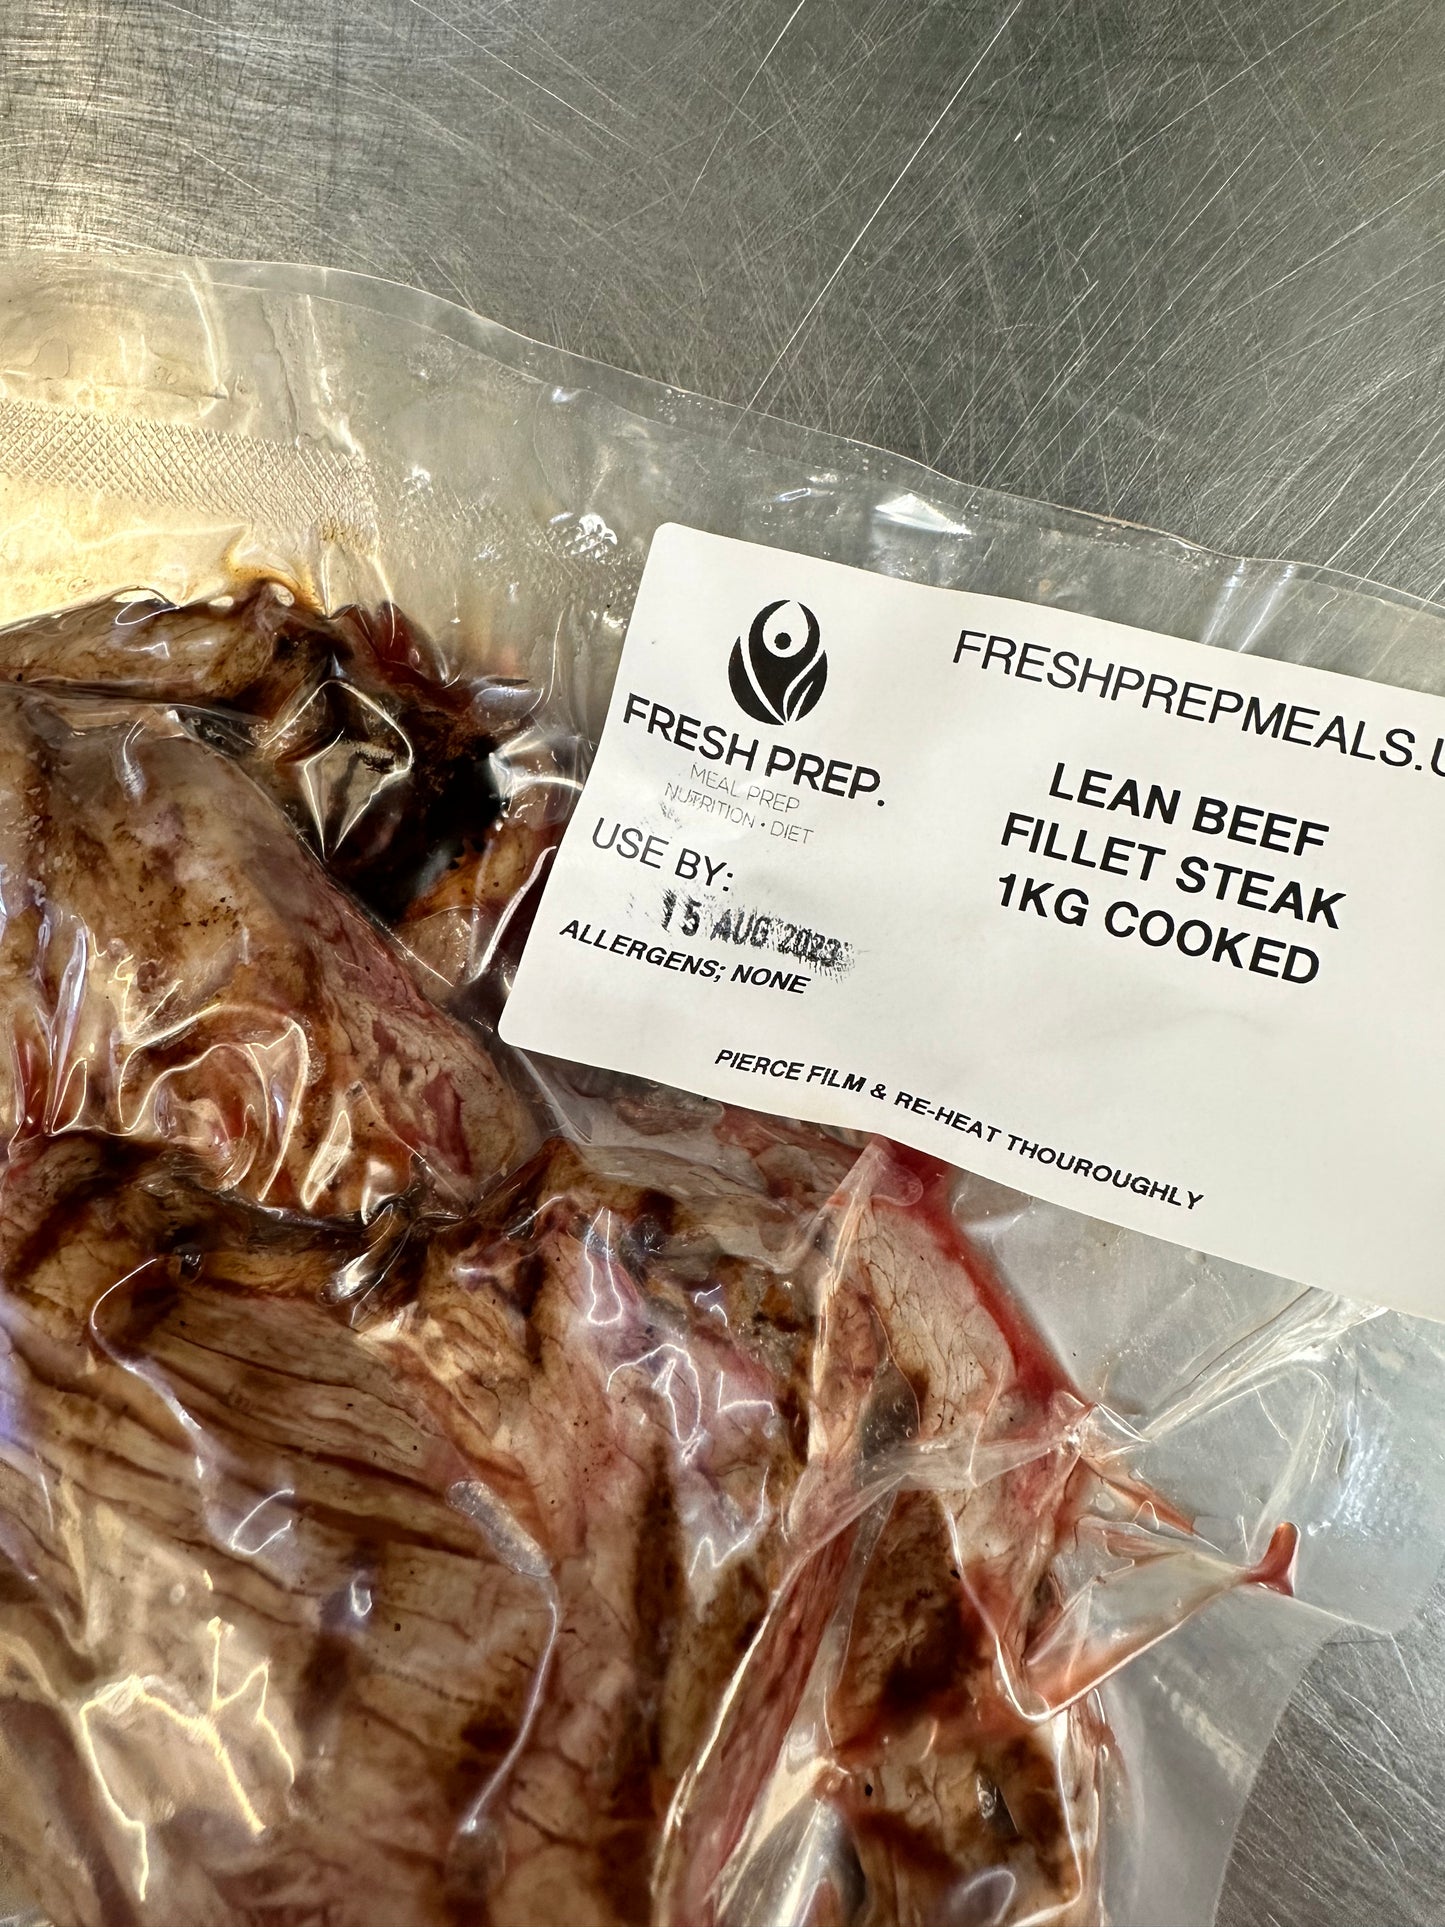 FRESHPREPMEALS.U
FRESH PREP.
MEAL PREP
NUTRITION • DIET
LEAN BEEF
FILLET STEAK
1KG COOKED
USE BY:
15 AUG 2023
ALLERGENS; NONE
PIERCE FILM & RE-HEAT THOUROUGHLY